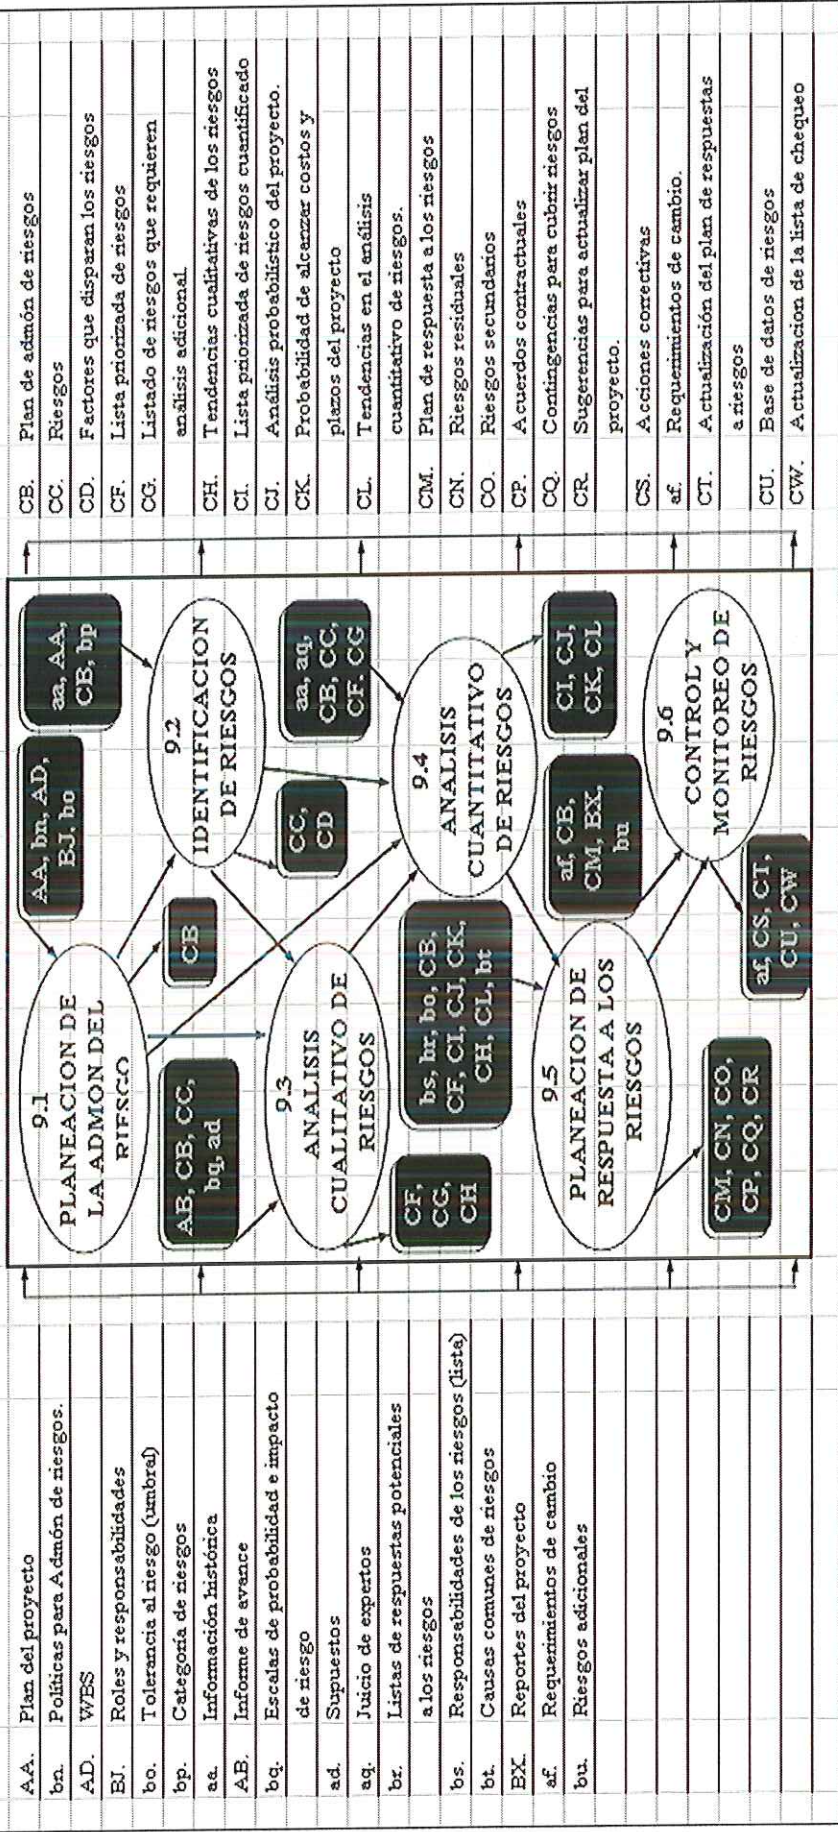 AA. Plan del proyecto
bn. Políticas para Admón de riesgos.
AD. WBS
BJ. Roles y responsabilidades
bo. Tolerancia al riesgo (umbral)
bp. Categoría de riesgos
aa. Información histórica
AB. Informe de avance
bq. Escalas de probabilidad e impacto
de riesgo
ad. Supuestos
aq. Juicio de expertos
br. Listas de respuestas potenciales
a los riesgos
bs. Responsabilidades de los riesgos (lista)
bt. Causas comunes de riesgos
BX. Reportes del proyecto
af. Requerimientos de cambio
bu. Riesgos adicionales
AA, bn, AD,
BJ. bo
aa, AA,
CB, bp
9.1
PLANEACION DE
LA ADMON DEL
RIESGO
CB
9.2
IDENTIFICACION
DE RIESGOS
AB, CB, CC,
bq, ad
CC,
CD
aa, aq,
CB, CC,
CF. CG
9.3
ANALISIS
CUALITATIVO DE
RIESGOS
9.4
ANALISIS
CUANTITATIVO
DE RIESGOS
CF,
CG,
CH
bs, br, bo, CB,
CF, CI, CJ, CK,
CH, CL, bt
CI, CJ,
CK, CL
af, CB,
CM, BX,
bu
9.5
PLANEACION DE
RESPUESTA A LOS
RIESGOS
9.6
CONTROL Y
MONITOREO DE
RIESGOS
CM, CN, CO,
CP, CQ, CR
af, CS, CT,
CU, CW
CB. Plan de admón de riesgos
CC. Riesgos
CD. Factores que disparan los riesgos
CF. Lista priorizada de riesgos
CG. Listado de riesgos que requieren
análisis adicional.
CH. Tendencias cualitativas de los riesgos
CI. Lista priorizada de riesgos cuantificado
CJ. Análisis probabilístico del proyecto.
CK. Probabilidad de alcanzar costos y
plazos del proyecto
CL. Tendencias en el análisis
cuantitativo de riesgos.
CM. Plan de respuesta a los riesgos
CN. Riesgos residuales
CO. Riesgos secundarios
CP. Acuerdos contractuales
CQ. Contingencias para cubrir riesgos
CR. Sugerencias para actualizar plan del
proyecto.
CS. Acciones correctivas
af. Requerimientos de cambio.
CT. Actualización del plan de respuestas
a riesgos
CU. Base de datos de riesgos
CW. Actualizacion de la lista de chequeo